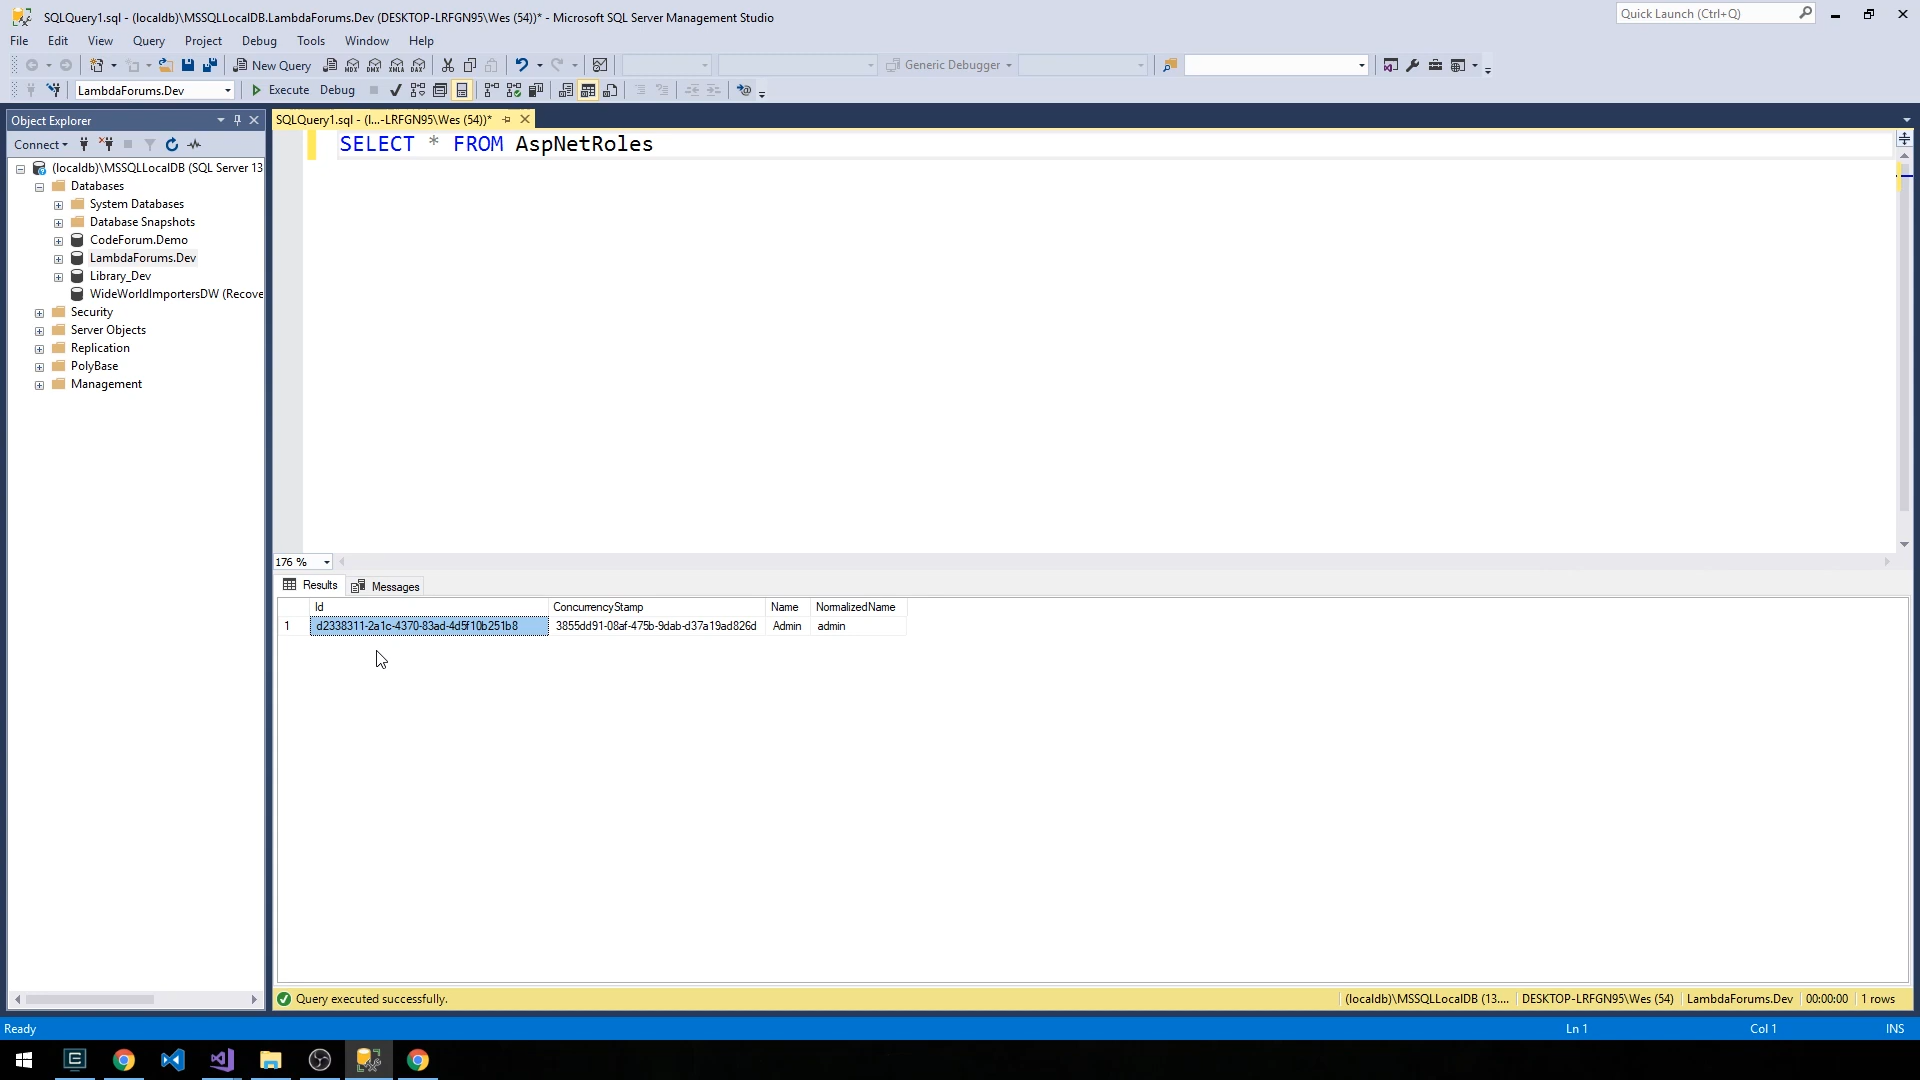 SQLQuery1.sql - (localdb)\MSSQLLocalDB.LambdaForums.Dev (DESKTOP-LRFGN95\Wes (54))* - Microsoft SQL Server Management Studio
Quick Launch (Ctrl+Q)
File Edit View Query Project Debug Tools Window Help
New Query
MDX DMX XMLA DAX
Generic Debugger
LambdaForums.Dev
Execute Debug
Object Explorer
SQLQuery1.sql - (l...-LRFGN95\Wes (54))*
Connect
SELECT * FROM AspNetRoles
(localdb)\MSSQLLocalDB (SQL Server 13
Databases
System Databases
Database Snapshots
CodeForum.Demo
LambdaForums.Dev
Library_Dev
WideWorldImportersDW (Recove
Security
Server Objects
Replication
PolyBase
Management
176 %
Results Messages
Id ConcurrencyStamp Name NormalizedName
1 d2338311-2a1c-4370-83ad-4d5f10b251b8 3855dd91-08af-475b-9dab-d37a19ad826d Admin admin
Query executed successfully.
(localdb)\MSSQLLocalDB (13.... DESKTOP-LRFGN95\Wes (54) LambdaForums.Dev 00:00:00 1 rows
Ready
Ln 1 Col 1 INS